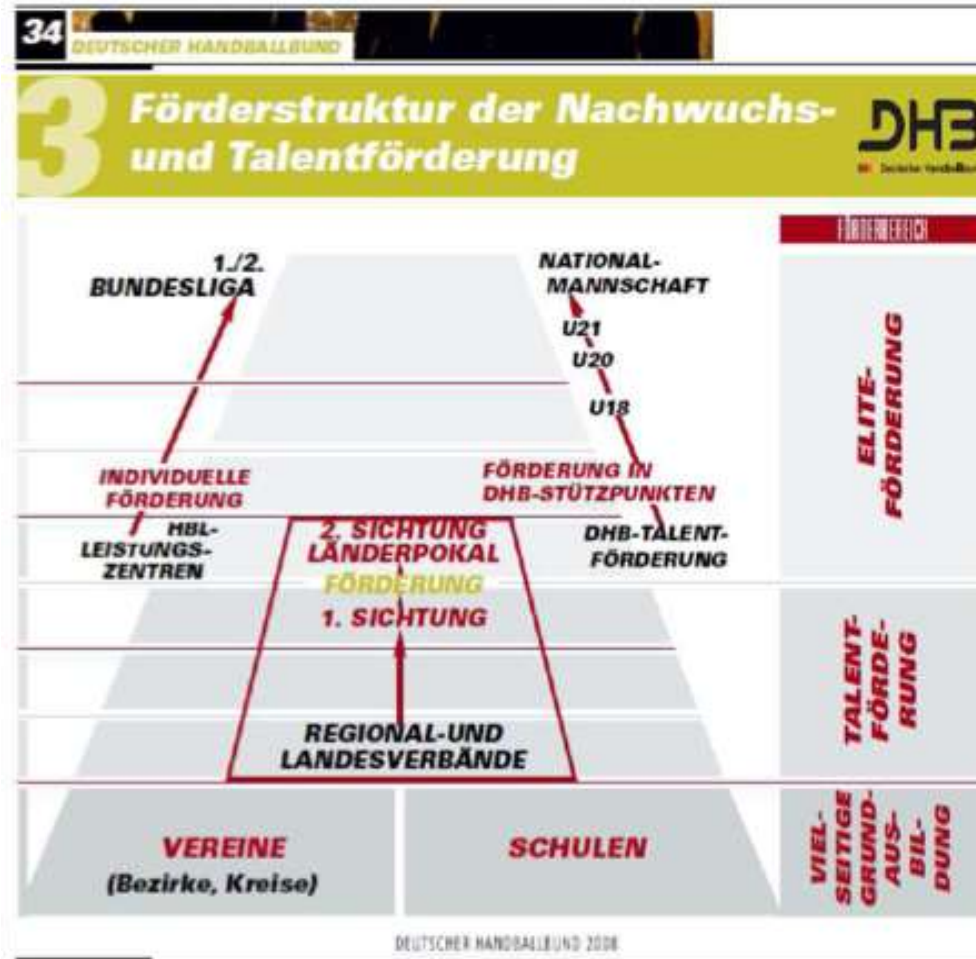 34
DEUTSCHER HANDBALLBUND
3
Förderstruktur der Nachwuchs-
und Talentförderung
DHB
Deutscher Handballbund
FÖRDERBEREICH
1./2.
BUNDESLIGA
NATIONAL-
MANNSCHAFT
U21
U20
U18
INDIVIDUELLE
FÖRDERUNG
FÖRDERUNG IN
DHB-STÜTZPUNKTEN
HBL-
LEISTUNGS-
ZENTREN
2. SICHTUNG
LÄNDERPOKAL
FÖRDERUNG
1. SICHTUNG
DHB-TALENT-
FÖRDERUNG
REGIONAL-UND
LANDESVERBÄNDE
VEREINE
(Bezirke, Kreise)
SCHULEN
ELITE-
FÖRDERUNG
TALENT-
FÖRDE-
RUNG
VIEL-
SEITIGE
GRUND-
AUS-
BIL-
DUNG
DEUTSCHER HANDBALLBUND 2008